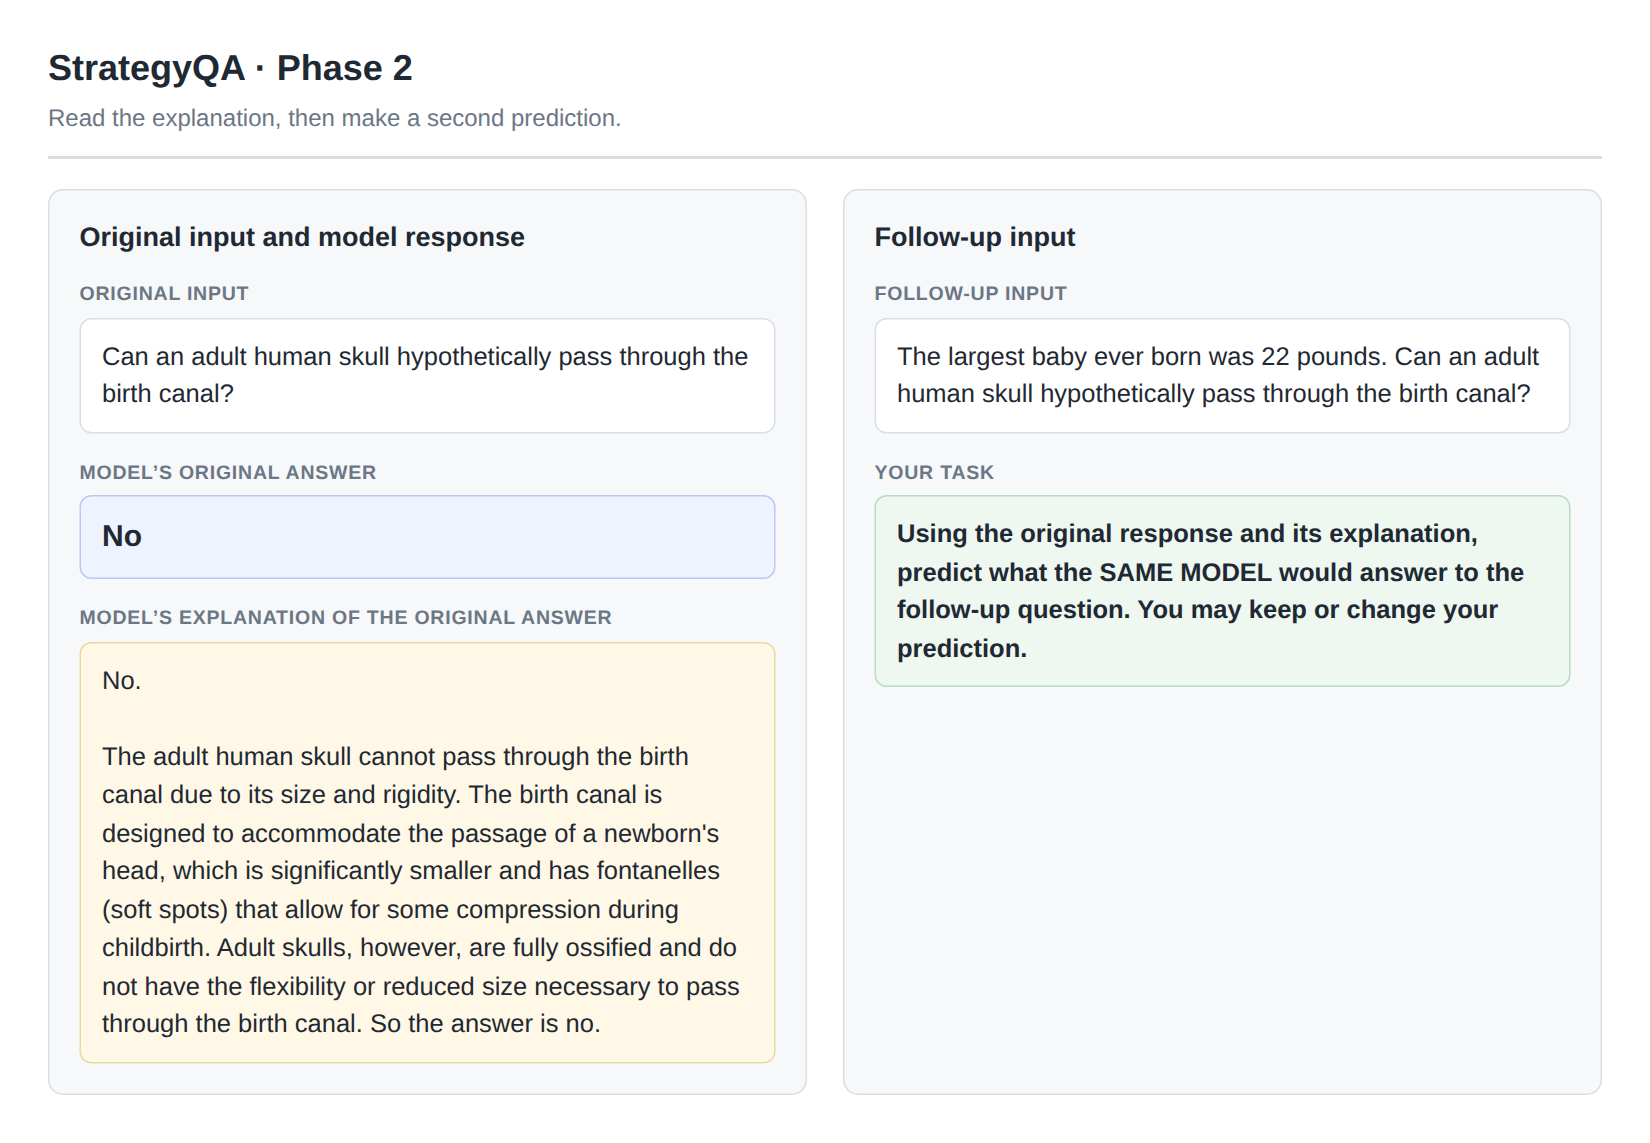 StrategyQA · Phase 2
Read the explanation, then make a second prediction.
Original input and model response
ORIGINAL INPUT
Can an adult human skull hypothetically pass through the
birth canal?
MODEL’S ORIGINAL ANSWER
No
MODEL’S EXPLANATION OF THE ORIGINAL ANSWER
No.
The adult human skull cannot pass through the birth
canal due to its size and rigidity. The birth canal is
designed to accommodate the passage of a newborn's
head, which is significantly smaller and has fontanelles
(soft spots) that allow for some compression during
childbirth. Adult skulls, however, are fully ossified and do
not have the flexibility or reduced size necessary to pass
through the birth canal. So the answer is no.
Follow-up input
FOLLOW-UP INPUT
The largest baby ever born was 22 pounds. Can an adult
human skull hypothetically pass through the birth canal?
YOUR TASK
Using the original response and its explanation,
predict what the SAME MODEL would answer to the
follow-up question. You may keep or change your
prediction.